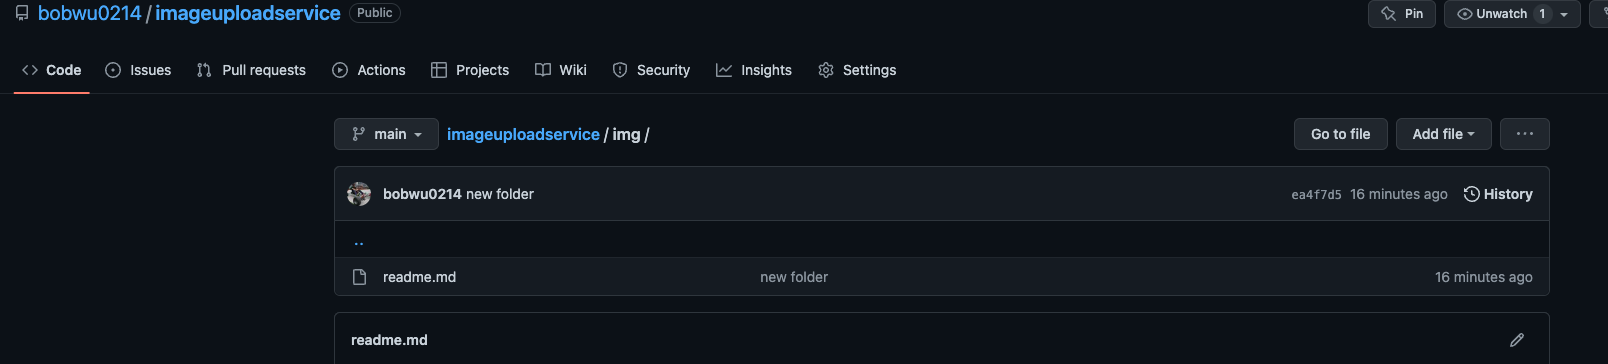 bobwu0214 / imageuploadservice Public Pin Unwatch 1
Code Issues Pull requests Actions Projects Wiki Security Insights Settings
main imageuploadservice / img / Go to file Add file ...
bobwu0214 new folder ea4f7d5 16 minutes ago History
..
readme.md new folder 16 minutes ago
readme.md